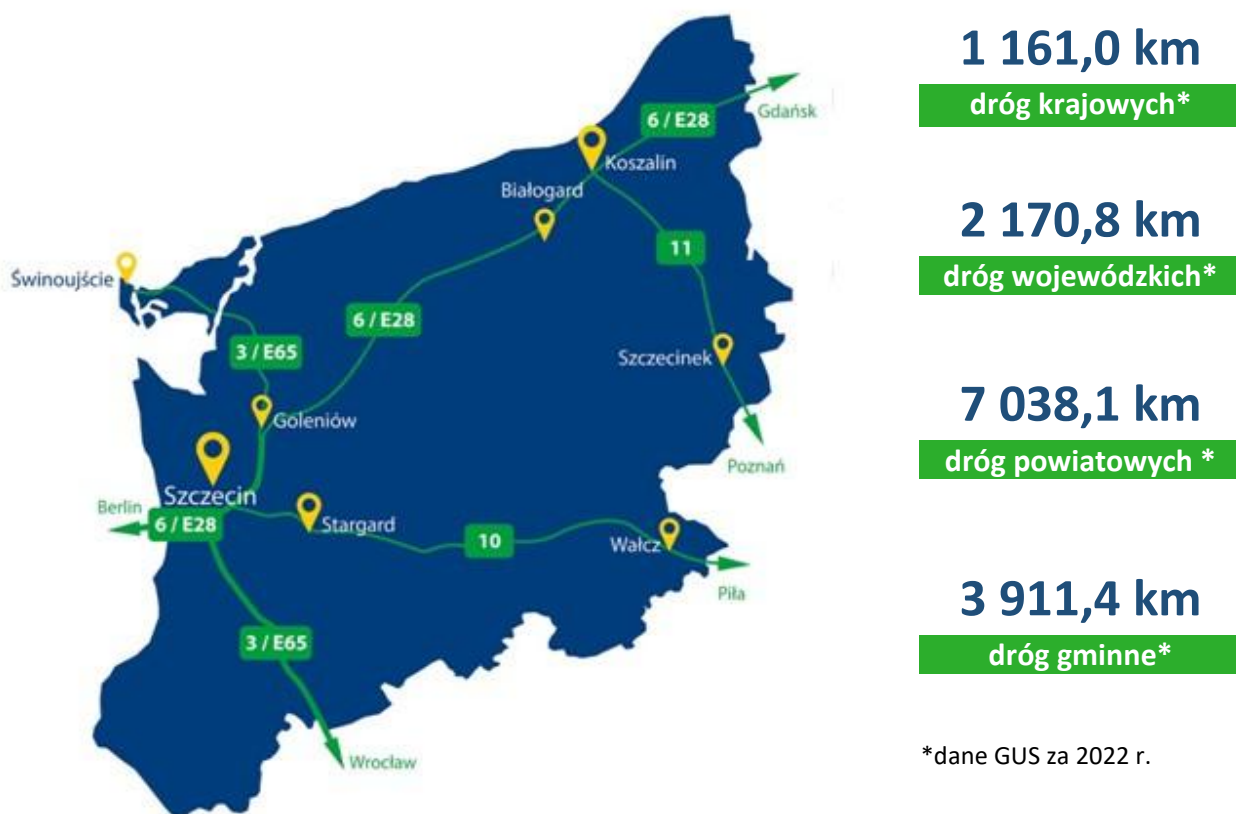 Gdańsk
6 / E28
Koszalin
Białogard
11
Świnoujście
6 / E28
3 / E65
Szczecinek
Goleniów
Poznań
Szczecin
Berlin
6 / E28
Stargard
10
Wałcz
Piła
3 / E65
Wrocław
1 161,0 km
dróg krajowych*
2 170,8 km
dróg wojewódzkich*
7 038,1 km
dróg powiatowych *
3 911,4 km
dróg gminne*
*dane GUS za 2022 r.